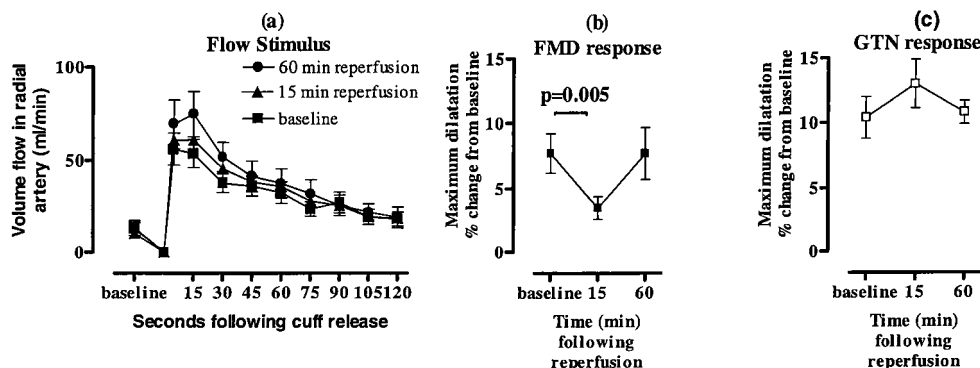 (a)
Flow Stimulus
100
50
0
Volume flow in radial
artery (ml/min)
60 min reperfusion
15 min reperfusion
baseline
baseline 15 30 45 60 75 90 105 120
Seconds following cuff release
(b)
FMD response
15
10
5
0
Maximum dilatation
% change from baseline
p=0.005
baseline 15 60
Time (min)
following
reperfusion
(c)
GTN response
15
10
5
0
Maximum dilatation
% change from baseline
baseline 15 60
Time (min)
following
reperfusion